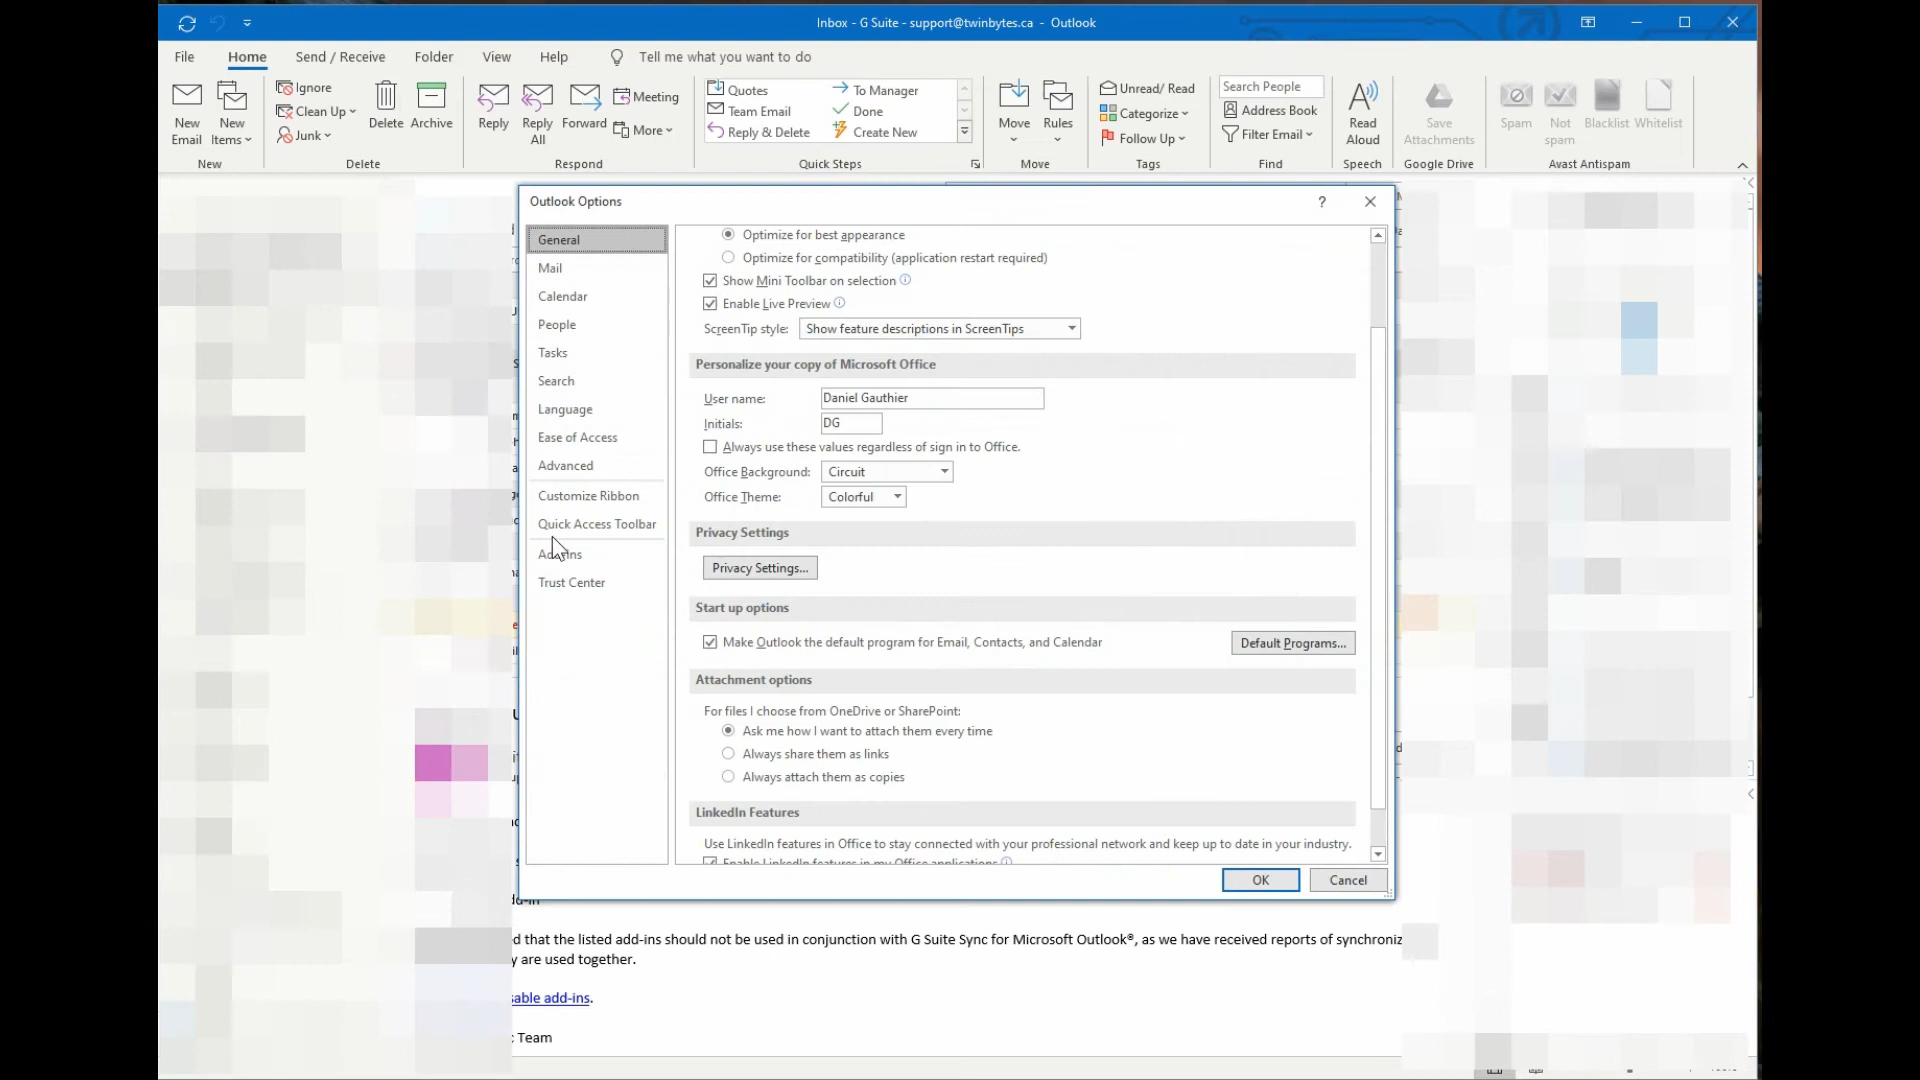 Inbox - G Suite - support@twinbytes.ca - Outlook
File Home Send / Receive Folder View Help Tell me what you want to do
New Email
New Items
New
Ignore
Clean Up
Junk
Delete
Archive
Delete
Reply
Reply All
Forward
Meeting
More
Respond
Quotes
Team Email
Reply & Delete
To Manager
Done
Create New
Quick Steps
Move
Rules
Move
Unread/ Read
Categorize
Follow Up
Tags
Search People
Address Book
Filter Email
Find
Read Aloud
Speech
Save Attachments
Google Drive
Spam
Not spam
Blacklist
Whitelist
Avast Antispam
Outlook Options
General
Mail
Calendar
People
Tasks
Search
Language
Ease of Access
Advanced
Customize Ribbon
Quick Access Toolbar
Add-ins
Trust Center
Optimize for best appearance
Optimize for compatibility (application restart required)
Show Mini Toolbar on selection
Enable Live Preview
ScreenTip style: Show feature descriptions in ScreenTips
Personalize your copy of Microsoft Office
User name: Daniel Gauthier
Initials: DG
Always use these values regardless of sign in to Office.
Office Background: Circuit
Office Theme: Colorful
Privacy Settings
Privacy Settings...
Start up options
Make Outlook the default program for Email, Contacts, and Calendar Default Programs...
Attachment options
For files I choose from OneDrive or SharePoint:
Ask me how I want to attach them every time
Always share them as links
Always attach them as copies
LinkedIn Features
Use LinkedIn features in Office to stay connected with your professional network and keep up to date in your industry.
Enable LinkedIn features in my Office applications
OK Cancel
that the listed add-ins should not be used in conjunction with G Suite Sync for Microsoft Outlook®, as we have received reports of synchroniz
are used together.
sable add-ins.
Team